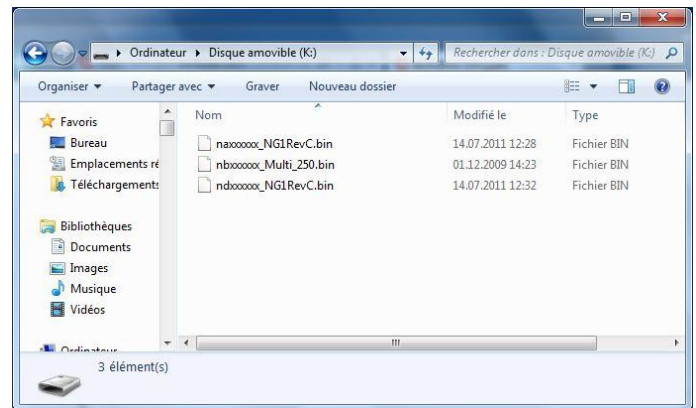 Ordinateur Disque amovible (K:) Rechercher dans : Disque amovible (K:)
Organiser Partager avec Graver Nouveau dossier
Favoris
Bureau
Emplacements ré
Téléchargements
Bibliothèques
Documents
Images
Musique
Vidéos
Ordinateur
Nom Modifié le Type
naxxxxxx_NG1RevC.bin 14.07.2011 12:28 Fichier BIN
nbxxxxxx_Multi_250.bin 01.12.2009 14:23 Fichier BIN
ndxxxxxx_NG1RevC.bin 14.07.2011 12:32 Fichier BIN
3 élément(s)